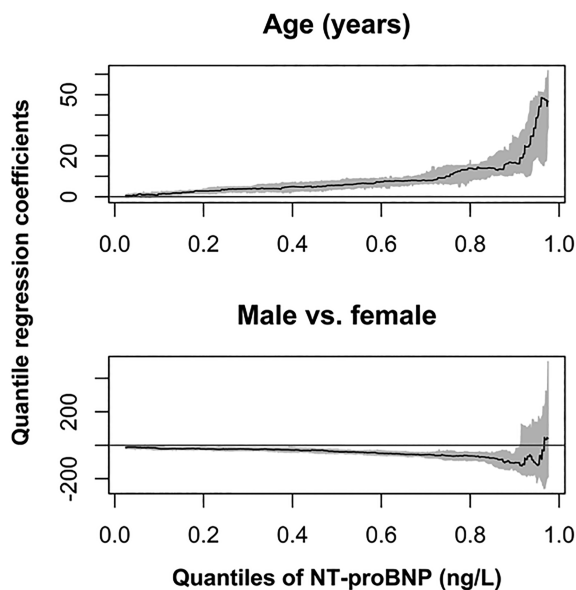 Age (years)
Quantile regression coefficients
50
20
0
0.0 0.2 0.4 0.6 0.8 1.0
Male vs. female
200
-200
0.0 0.2 0.4 0.6 0.8 1.0
Quantiles of NT-proBNP (ng/L)